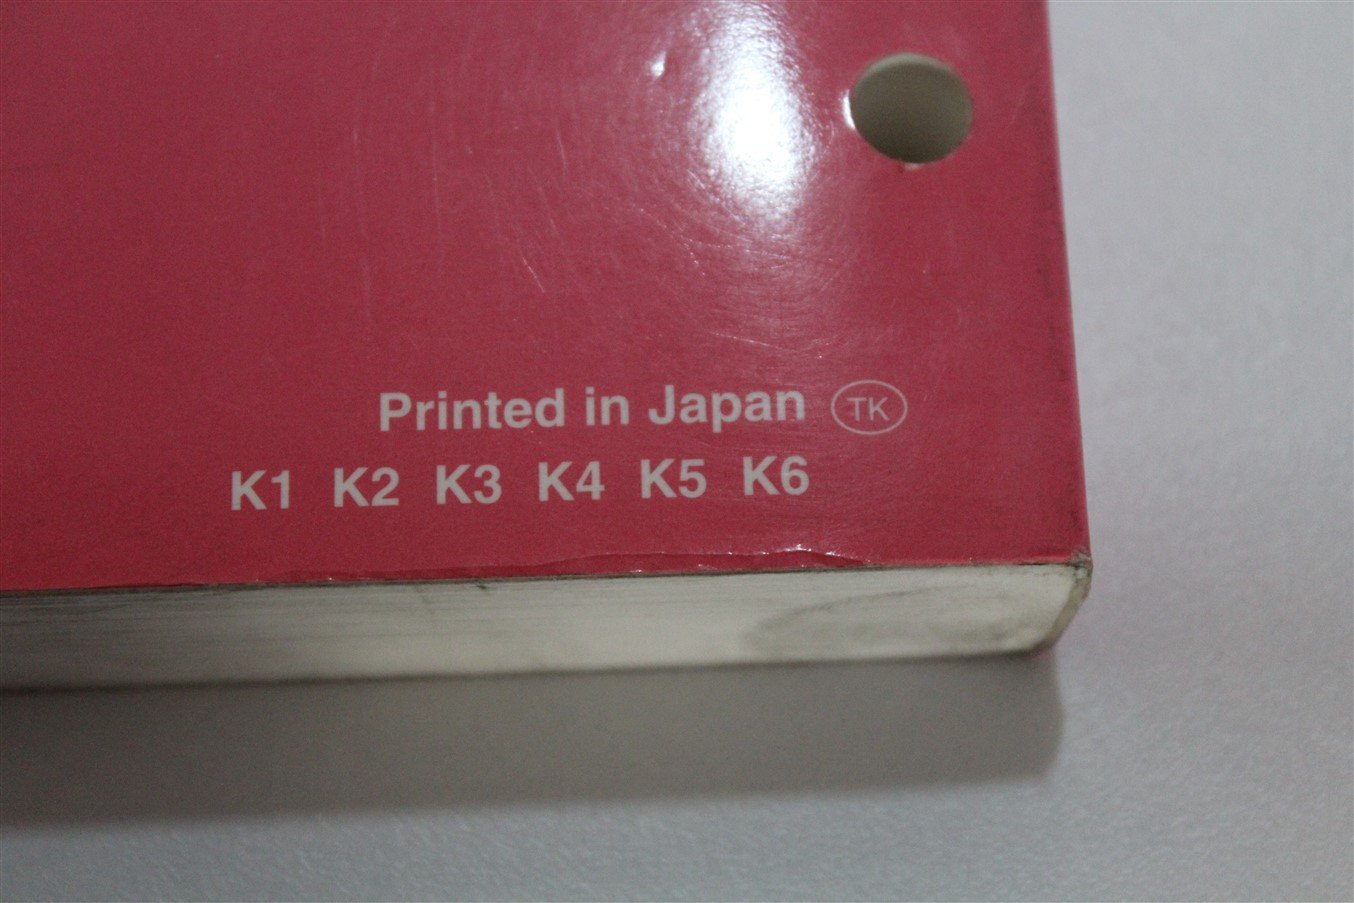 Printed in Japan TK
K1 K2 K3 K4 K5 K6